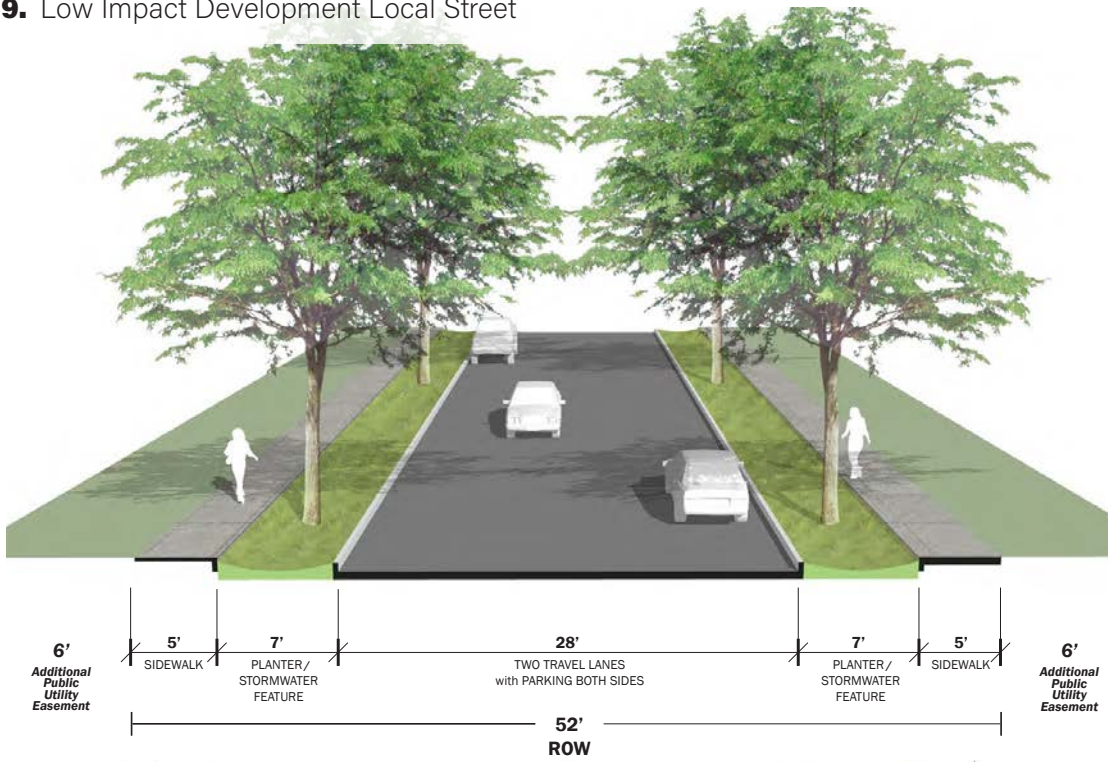 9. Low Impact Development Local Street
6’
Additional
Public
Utility
Easement
5’
SIDEWALK
7’
PLANTER/
STORMWATER
FEATURE
28’
TWO TRAVEL LANES
with PARKING BOTH SIDES
7’
PLANTER/
STORMWATER
FEATURE
5’
SIDEWALK
6’
Additional
Public
Utility
Easement
52’
ROW